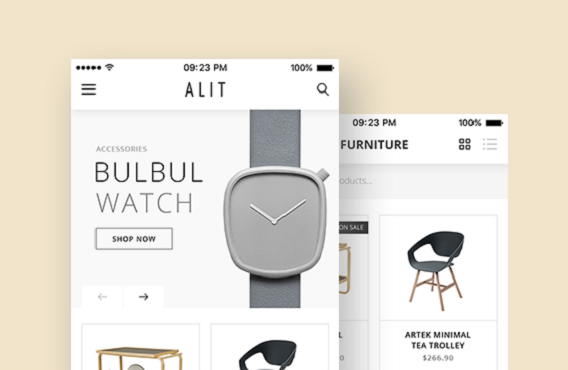 09:23 PM
100%
ALIT
ACCESSORIES
BULBUL
WATCH
SHOP NOW
09:23 PM
100%
FURNITURE
ON SALE
ARTEK MINIMAL
TEA TROLLEY
$266.90